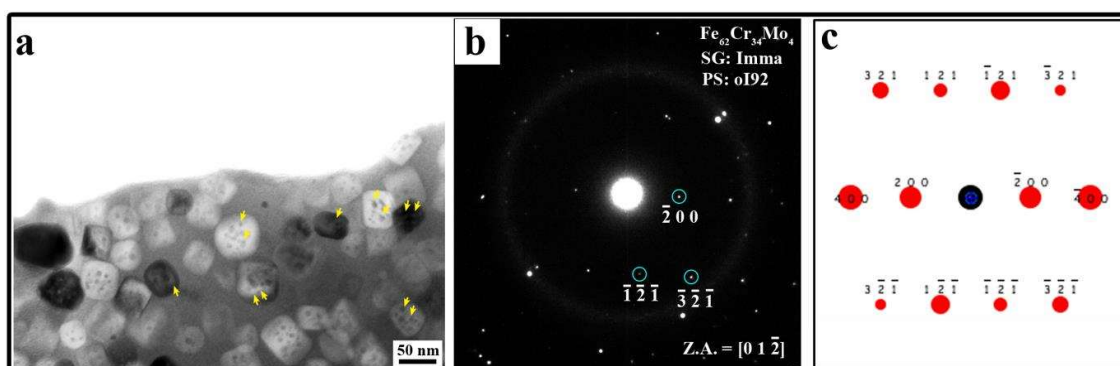 a
50 nm
b
Fe₆₂Cr₃₄Mo₄
SG: Imma
PS: oI92
2̄ 0 0
1̄ 2̄ 1̄
3̄ 2̄ 1̄
Z.A. = [0 1 2̄]
c
3 2 1 1 2 1 1̄ 2 1 3̄ 2 1
4 0 0 2 0 0 2̄ 0 0 4̄ 0 0
3 2̄ 1̄ 1 2̄ 1̄ 1̄ 2̄ 1̄ 3̄ 2̄ 1̄